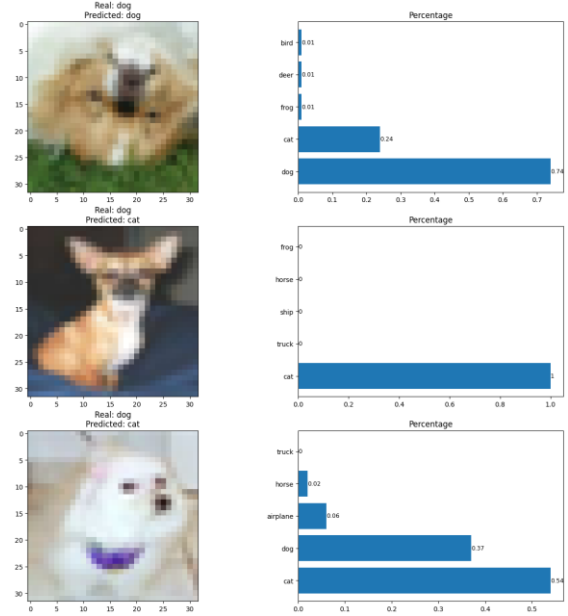 Real: dog
Predicted: dog
0
5
10
15
20
25
30
0 5 10 15 20 25 30
Percentage
bird 0.01
deer 0.01
frog 0.01
cat 0.24
dog 0.74
0.0 0.1 0.2 0.3 0.4 0.5 0.6 0.7
Real: dog
Predicted: cat
0
5
10
15
20
25
30
0 5 10 15 20 25 30
Percentage
frog 0
horse 0
ship 0
truck 0
cat 1
0.0 0.2 0.4 0.6 0.8 1.0
Real: dog
Predicted: cat
0
5
10
15
20
25
30
0 5 10 15 20 25 30
Percentage
truck 0
horse 0.02
airplane 0.06
dog 0.37
cat 0.54
0.0 0.1 0.2 0.3 0.4 0.5